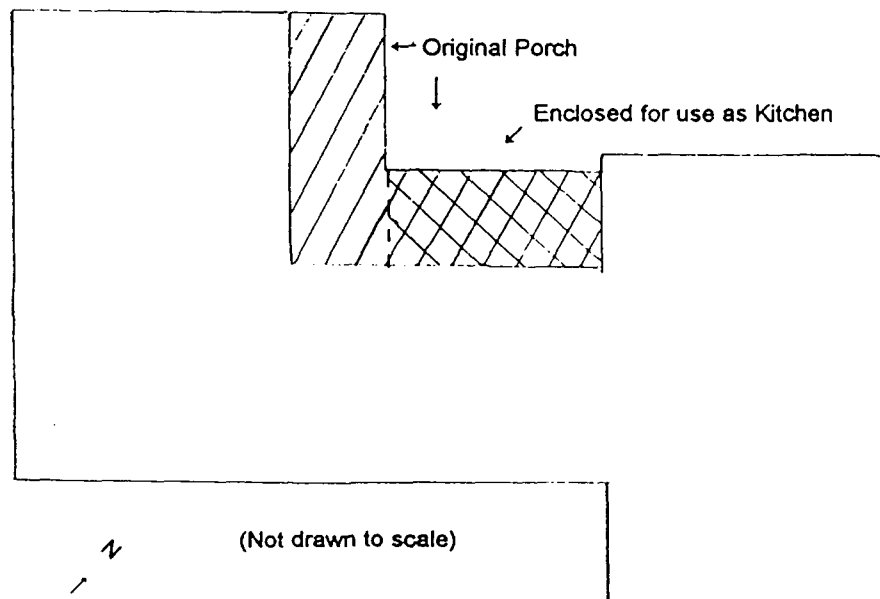 Original Porch
Enclosed for use as Kitchen
N
(Not drawn to scale)